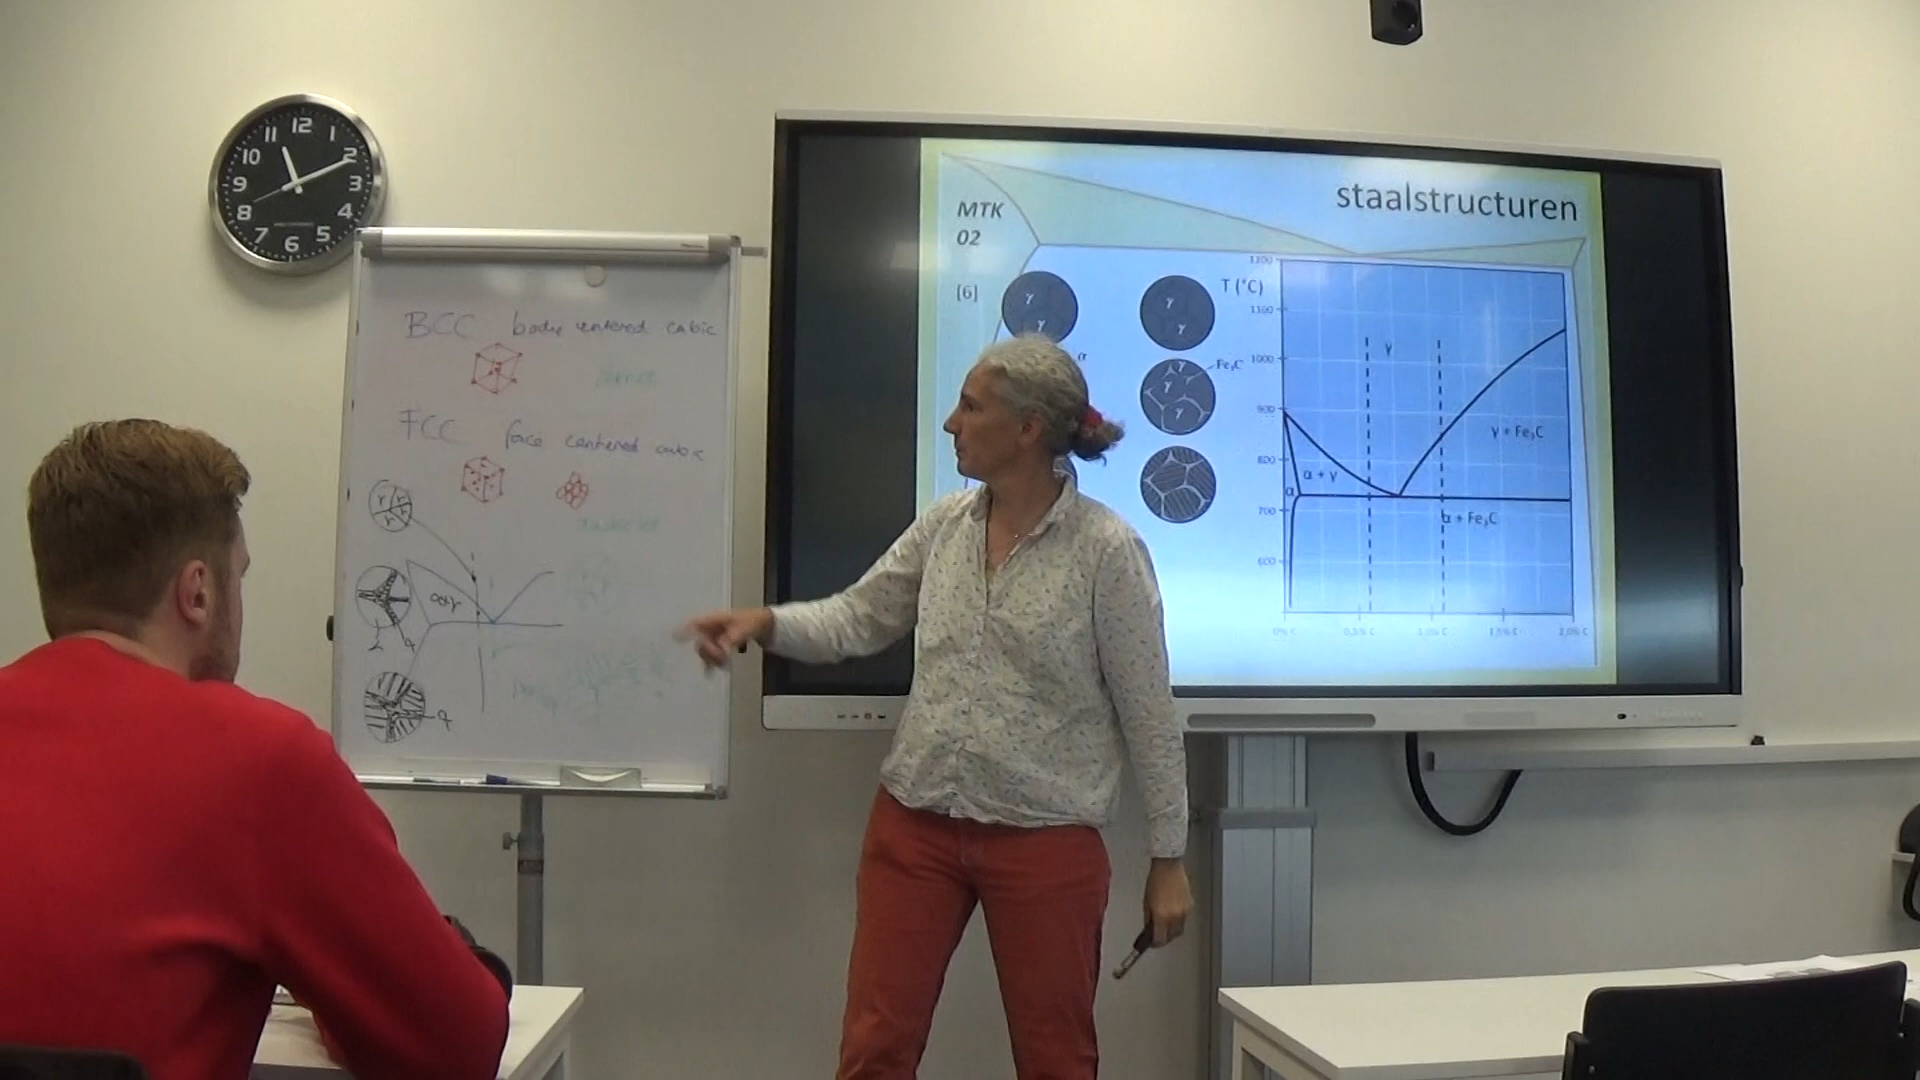 12
11 1
10 2
9 3
8 4
7 5
6
BCC body centered cubic
FCC face centered cubic
γ γ
γ γ
α+γ
γ α
α
staalstructuren
MTK
02
[6]
γ
γ
γ
γ
α
γ
γ
γ
Fe₃C
T (°C)
1200
1100
1000
900
800
700
600
γ
γ + Fe₃C
α + γ
α
α + Fe₃C
0% C 0,5% C 1,0% C 1,5% C 2,0% C